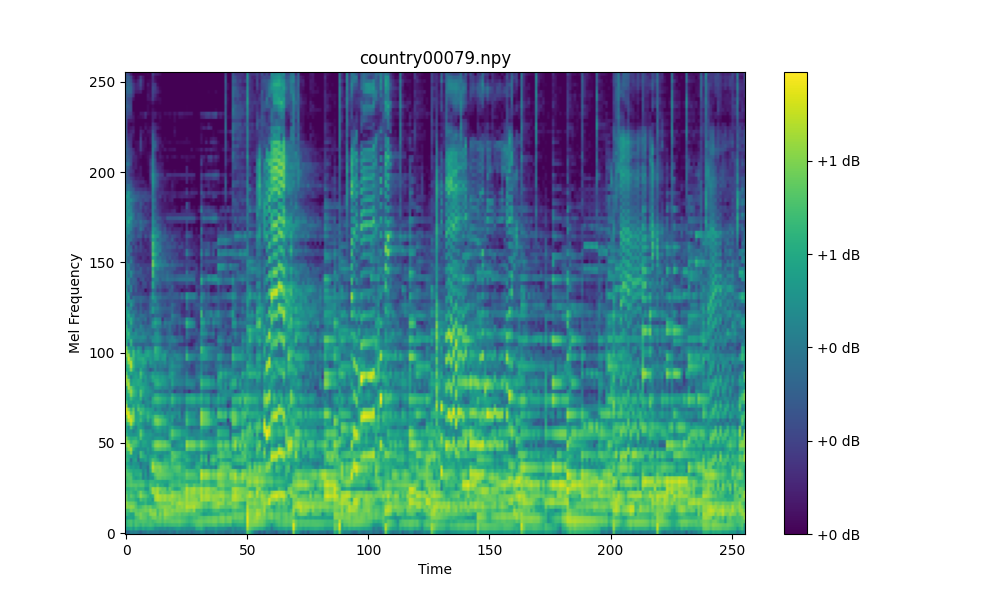 country00079.npy
250
200
150
100
50
0
Mel Frequency
0 50 100 150 200 250
Time
+1 dB
+1 dB
+0 dB
+0 dB
+0 dB